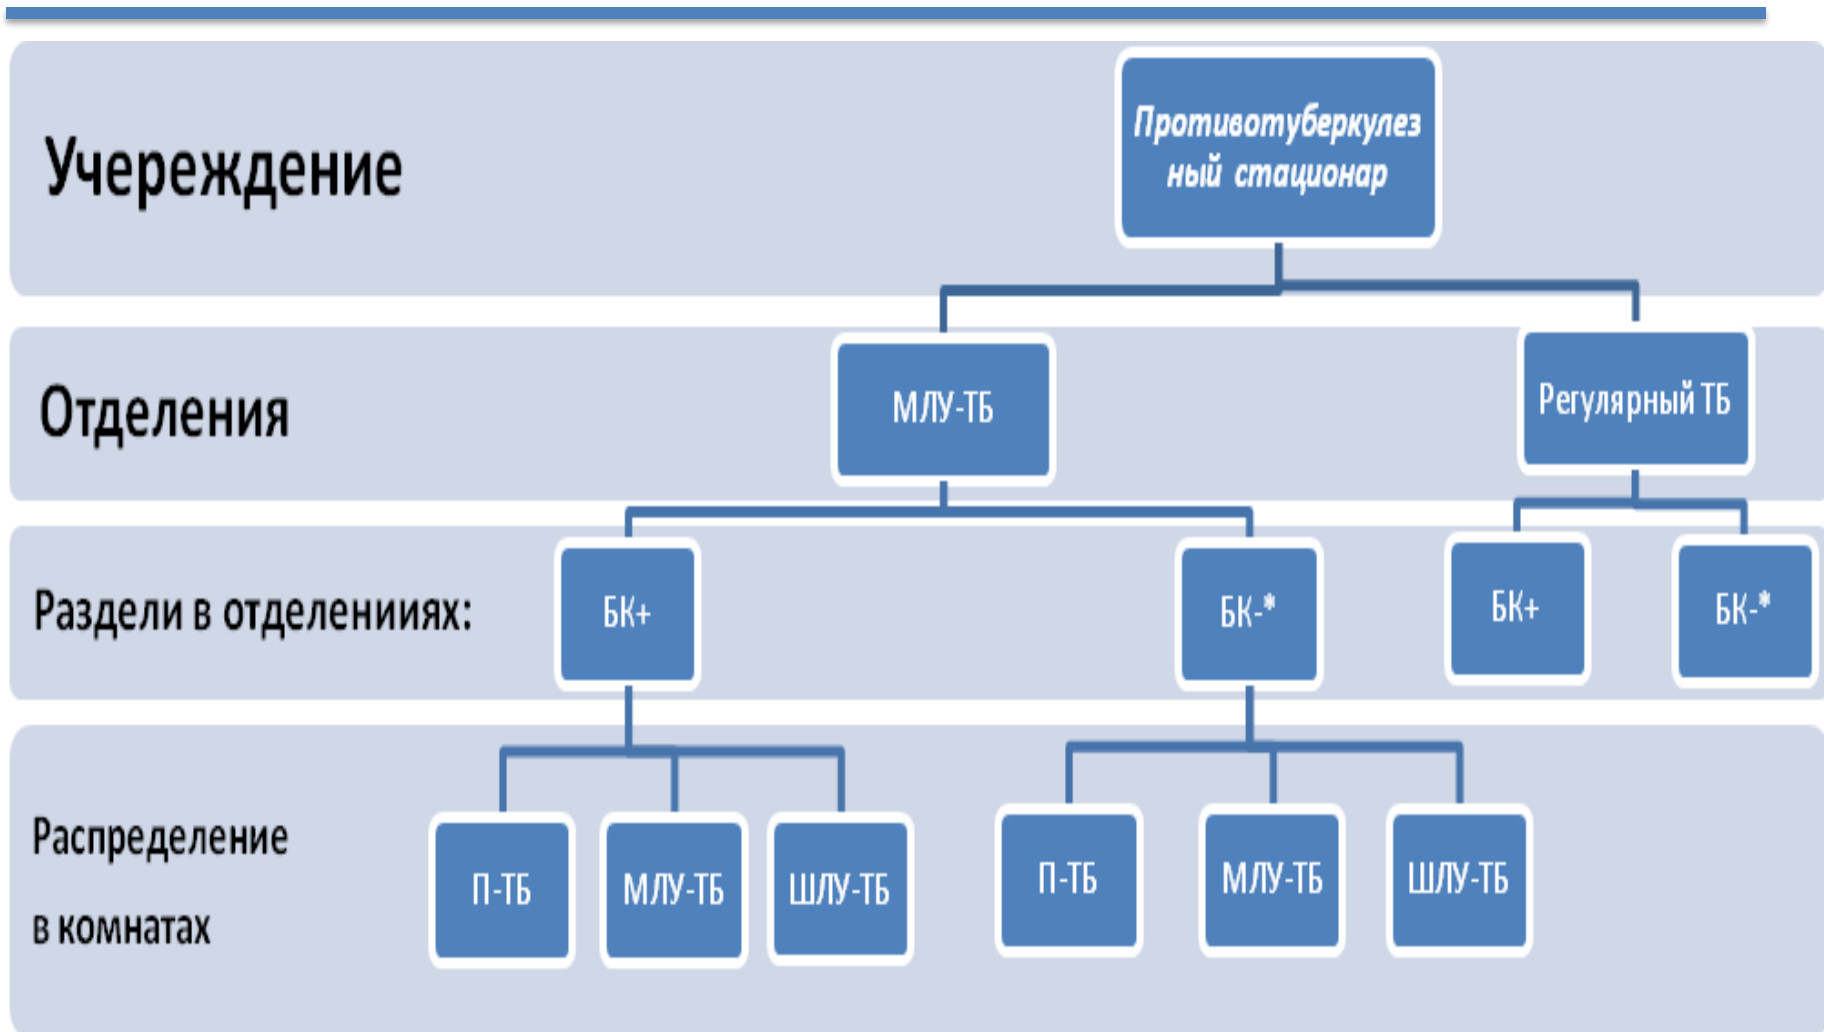 Учереждение
Противотуберкулез
ный стационар
Отделения
МЛУ-ТБ
Регулярный ТБ
Раздели в отделенииях:
БК+
БК-*
БК+
БК-*
Распределение
в комнатах
П-ТБ
МЛУ-ТБ
ШЛУ-ТБ
П-ТБ
МЛУ-ТБ
ШЛУ-ТБ